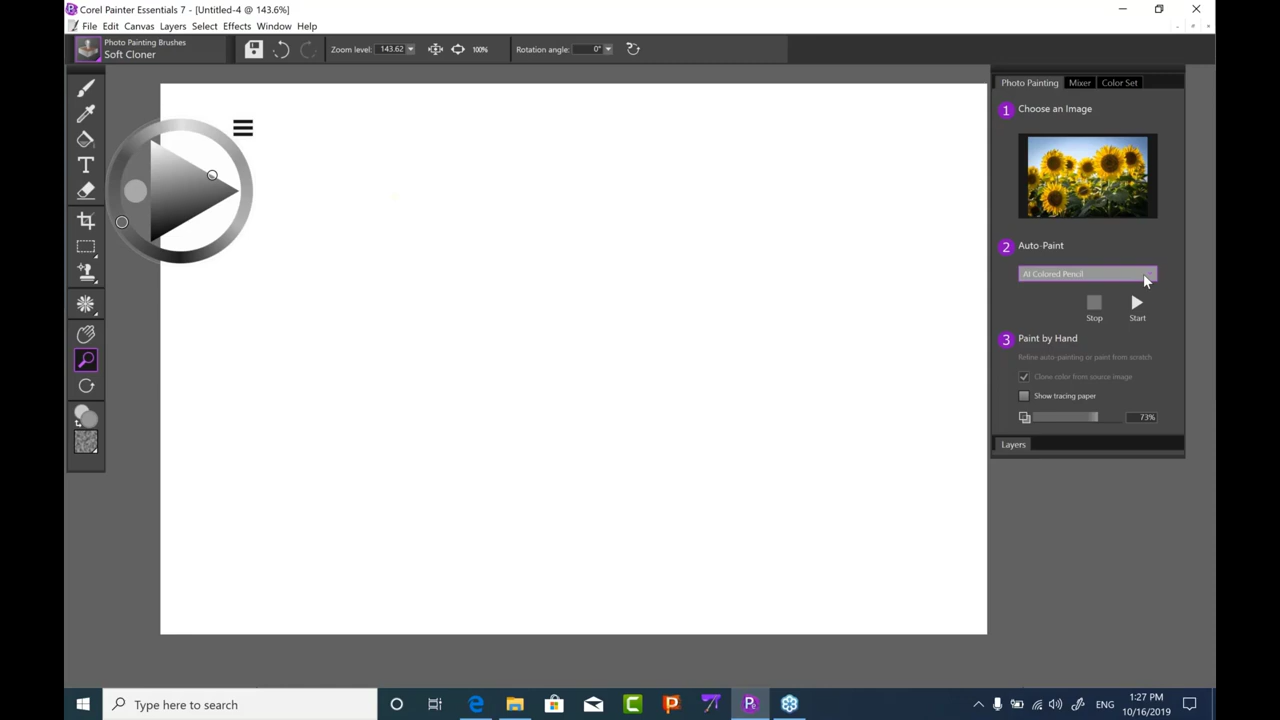 Corel Painter Essentials 7 - [Untitled-4 @ 143.6%]
File Edit Canvas Layers Select Effects Window Help
Photo Painting Brushes
Soft Cloner
Zoom level: 143.62 100% Rotation angle: 0°
Photo Painting Mixer Color Set
1 Choose an Image
2 Auto-Paint
AI Colored Pencil
Stop Start
3 Paint by Hand
Refine auto-painting or paint from scratch
Clone color from source image
Show tracing paper
73%
Layers
T
Type here to search
ENG
1:27 PM
10/16/2019